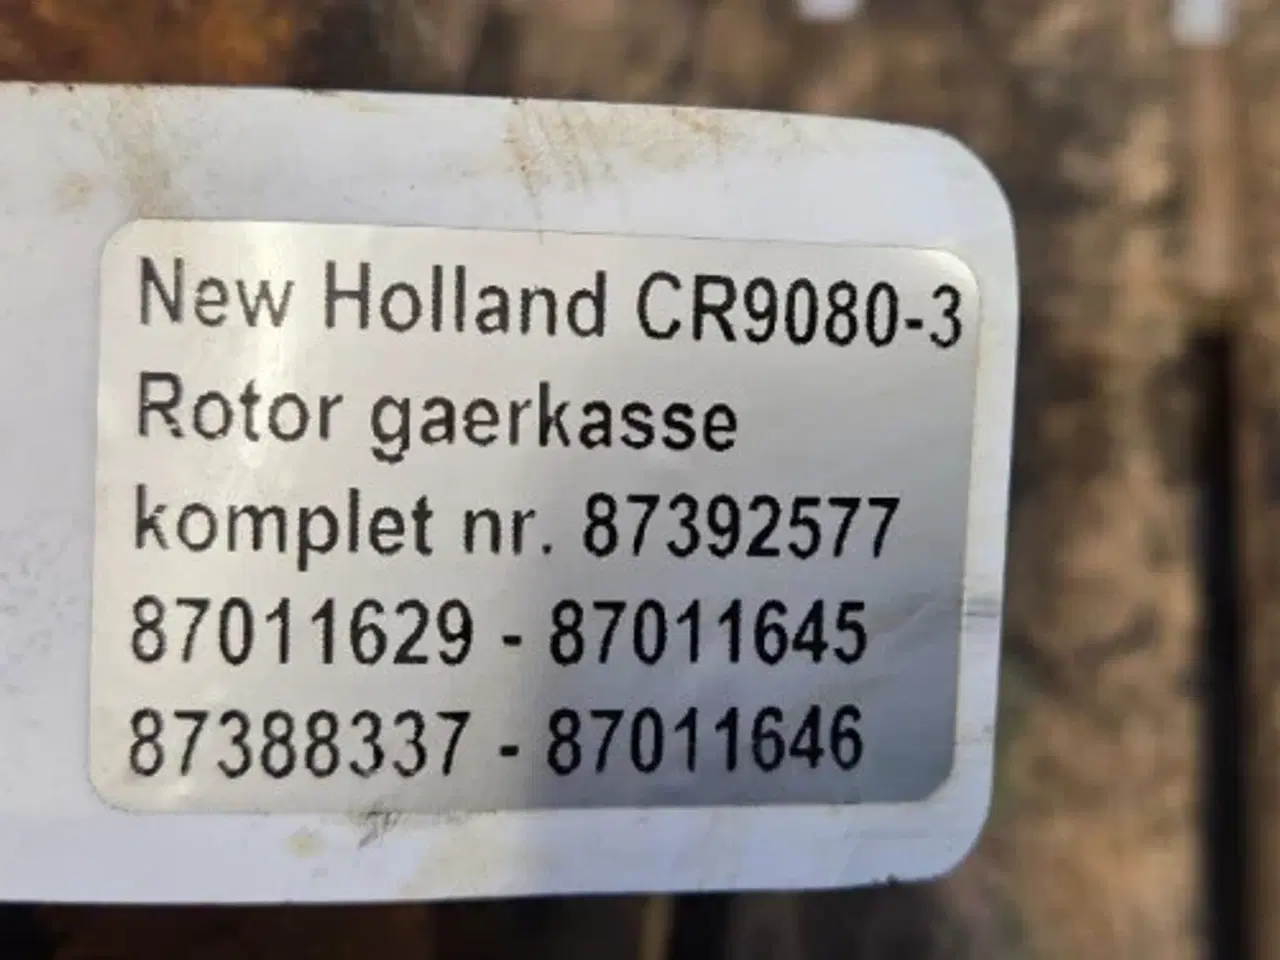 New Holland CR9080-3
Rotor gaerkasse
komplet nr. 87392577
87011629 - 87011645
87388337 - 87011646